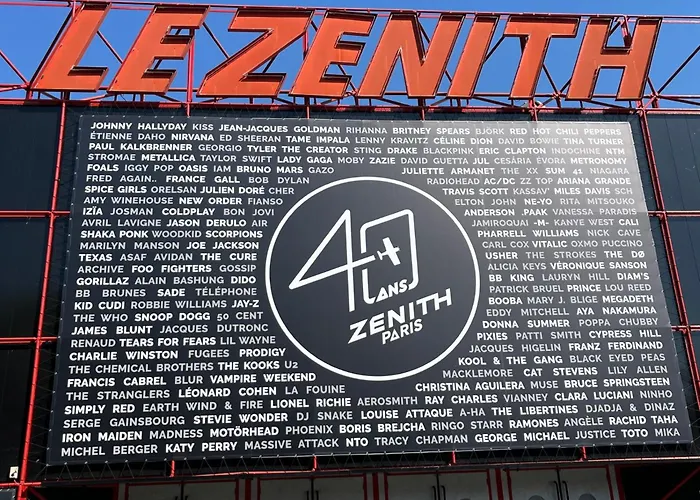 LE ZENITH
JOHNNY HALLYDAY KISS JEAN-JACQUES GOLDMAN RIHANNA BRITNEY SPEARS BJÖRK RED HOT CHILI PEPPERS
ÉTIENNE DAHO NIRVANA ED SHEERAN TAME IMPALA LENNY KRAVITZ CÉLINE DION DAVID BOWIE TINA TURNER
PAUL KALKBRENNER GEORGIO TYLER THE CREATOR STING DRAKE BLACKPINK ERIC CLAPTON INDOCHINE NTM
STROMAE METALLICA TAYLOR SWIFT LADY GAGA MOBY ZAZIE DAVID GUETTA JUL CESÁRIA ÉVORA METRONOMY
FOALS IGGY POP OASIS IAM BRUNO MARS GAZO
JULIETTE ARMANET THE XX SUM 41 NIAGARA
FRED AGAIN.. FRANCE GALL BOB DYLAN
RADIOHEAD AC/DC ZZ TOP ARIANA GRANDE
SPICE GIRLS ORELSAN JULIEN DORÉ CHER
TRAVIS SCOTT KASSAV' MILES DAVIS SCH
AMY WINEHOUSE NEW ORDER FIANSO
ELTON JOHN NE-YO RITA MITSOUKO
IZÏA JOSMAN COLDPLAY BON JOVI
ANDERSON .PAAK VANESSA PARADIS
AVRIL LAVIGNE JASON DERULO AIR
JAMIROQUAI -M- KANYE WEST CALI
SHAKA PONK WOODKID SCORPIONS
PHARRELL WILLIAMS NICK CAVE
MARILYN MANSON JOE JACKSON
CARL COX VITALIC OXMO PUCCINO
TEXAS ASAF AVIDAN THE CURE
USHER THE STROKES THE DØ
ARCHIVE FOO FIGHTERS GOSSIP
ALICIA KEYS VÉRONIQUE SANSON
GORILLAZ ALAIN BASHUNG DIDO
BB KING LAURYN HILL DIAM'S
BB BRUNES SADE TÉLÉPHONE
PATRICK BRUEL PRINCE LOU REED
KID CUDI ROBBIE WILLIAMS JAY-Z
BOOBA MARY J. BLIGE MEGADETH
THE WHO SNOOP DOGG 50 CENT
EDDY MITCHELL AYA NAKAMURA
JAMES BLUNT JACQUES DUTRONC
DONNA SUMMER POPPA CHUBBY
RENAUD TEARS FOR FEARS LIL WAYNE
PIXIES PATTI SMITH CYPRESS HILL
CHARLIE WINSTON FUGEES PRODIGY
JACQUES HIGELIN FRANZ FERDINAND
THE CHEMICAL BROTHERS THE KOOKS U2
KOOL & THE GANG BLACK EYED PEAS
FRANCIS CABREL BLUR VAMPIRE WEEKEND
MACKLEMORE CAT STEVENS LILY ALLEN
THE STRANGLERS LÉONARD COHEN LA FOUINE
CHRISTINA AGUILERA MUSE BRUCE SPRINGSTEEN
SIMPLY RED EARTH WIND & FIRE LIONEL RICHIE AEROSMITH RAY CHARLES VIANNEY CLARA LUCIANI NINHO
SERGE GAINSBOURG STEVIE WONDER DJ SNAKE LOUISE ATTAQUE A-HA THE LIBERTINES DJADJA & DINAZ
IRON MAIDEN MADNESS MOTÖRHEAD PHOENIX BORIS BREJCHA RINGO STARR RAMONES ANGÈLE RACHID TAHA
MICHEL BERGER KATY PERRY MASSIVE ATTACK NTO TRACY CHAPMAN GEORGE MICHAEL JUSTICE TOTO MIKA
40
ANS
ZENITH
PARIS